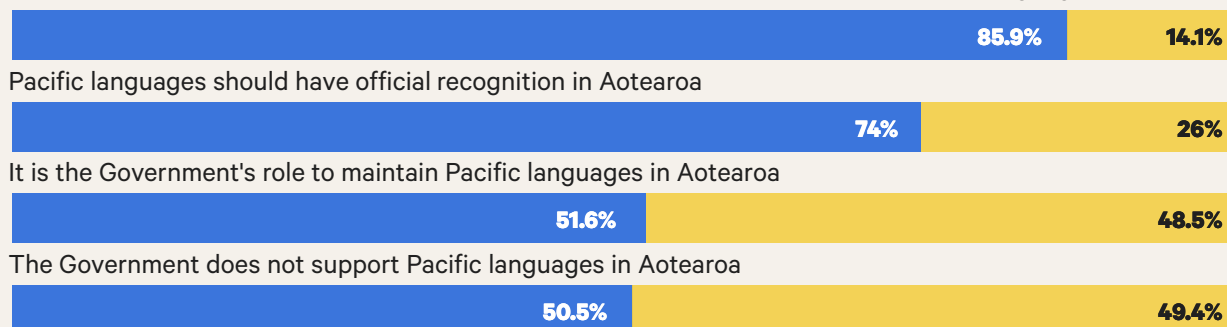 85.9% 14.1%
Pacific languages should have official recognition in Aotearoa
74% 26%
It is the Government's role to maintain Pacific languages in Aotearoa
51.6% 48.5%
The Government does not support Pacific languages in Aotearoa
50.5% 49.4%